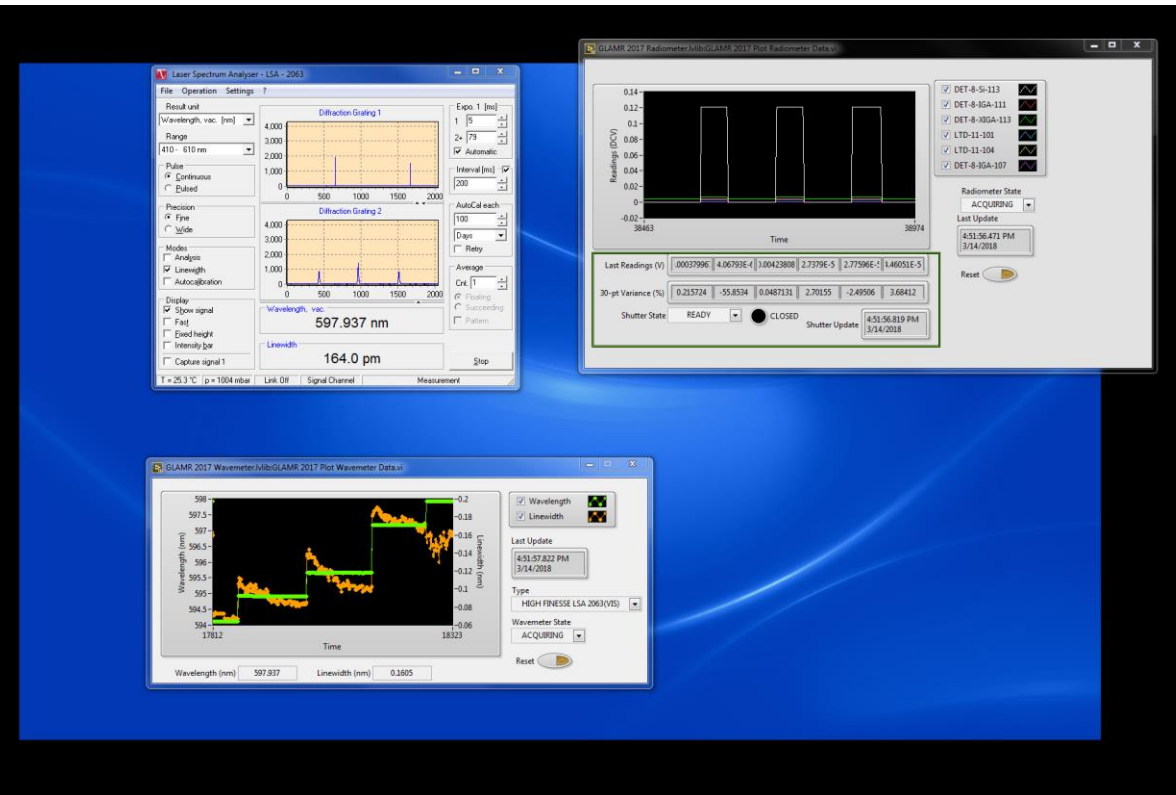 Laser Spectrum Analyser - LSA - 2063
File Operation Settings ?
Result unit
Wavelength, vac. [nm]
Range
410 - 610 nm
Pulse
Continuous
Pulsed
Precision
Fine
Wide
Modes
Analysis
Linewidth
Autocalibration
Display
Show signal
Fast
Fixed height
Intensity bar
Capture signal 1
Diffraction Grating 1
4,000
3,000
2,000
1,000
0
0 500 1000 1500 2000
Diffraction Grating 2
4,000
3,000
2,000
1,000
0
0 500 1000 1500 2000
Wavelength, vac.
597.937 nm
Linewidth
164.0 pm
Expo. 1 [ms]
1 5
2+ 79
Automatic
Interval [ms]
200
AutoCal each
100
Days
Retry
Average
Cnt. 1
Floating
Succeeding
Pattern
Stop
T = 25.3 °C p = 1004 mbar Link Off Signal Channel Measurement
GLAMR 2017 Radiometer.lvlib:GLAMR 2017 Plot Radiometer Data.vi
Readings (DCV)
0.14
0.12
0.1
0.08
0.06
0.04
0.02
0
-0.02
38463 38974
Time
DET-8-Si-113
DET-8-IGA-111
DET-8-XIGA-113
LTD-11-101
LTD-11-104
DET-8-IGA-107
Radiometer State
ACQUIRING
Last Update
4:51:56.471 PM
3/14/2018
Reset
Last Readings (V) .00037996 4.06793E-( 0.00423808 2.7379E-5 2.77596E-5 4.46051E-5
30-pt Variance (%) 0.215724 -55.8534 0.0487131 2.70155 -2.49506 3.68412
Shutter State READY CLOSED Shutter Update 4:51:56.819 PM
3/14/2018
GLAMR 2017 Wavemeter.lvlib:GLAMR 2017 Plot Wavemeter Data.vi
Wavelength (nm)
598
597.5
597
596.5
596
595.5
595
594.5
594
17812 18323
Time
0.2
0.18
0.16
0.14
0.12
0.1
0.08
0.06
Linewidth (nm)
Wavelength
Linewidth
Last Update
4:51:57.822 PM
3/14/2018
Type
HIGH FINESSE LSA 2063(VIS)
Wavemeter State
ACQUIRING
Reset
Wavelength (nm) 597.937 Linewidth (nm) 0.1605